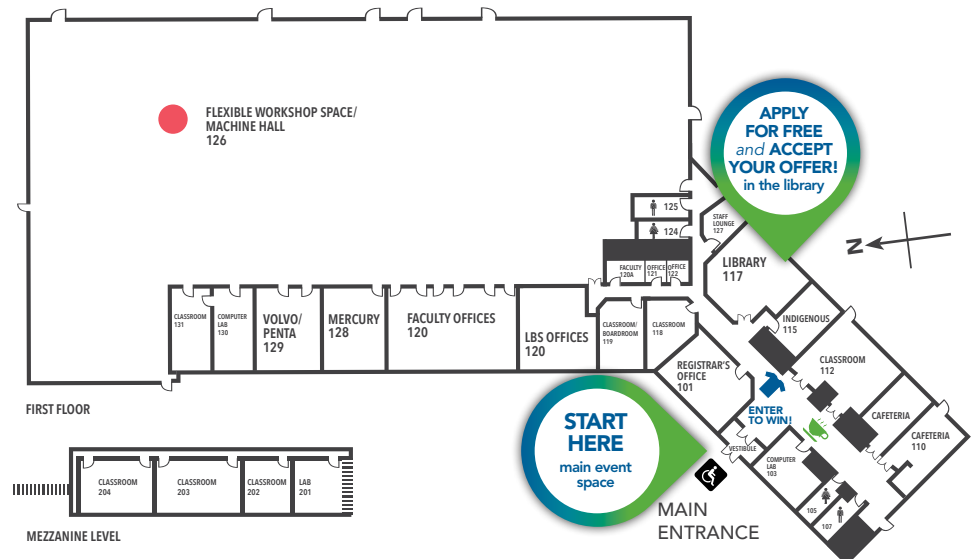 FLEXIBLE WORKSHOP SPACE/
MACHINE HALL
126
APPLY
FOR FREE
and ACCEPT
YOUR OFFER!
in the library
125
124
STAFF
LOUNGE
127
N
FACULTY
120A
OFFICE
121
OFFICE
122
LIBRARY
117
CLASSROOM
131
COMPUTER
LAB
130
VOLVO/
PENTA
129
MERCURY
128
FACULTY OFFICES
120
LBS OFFICES
120
CLASSROOM/
BOARDROOM
119
CLASSROOM
118
INDIGENOUS
115
REGISTRAR'S
OFFICE
101
CLASSROOM
112
ENTER
TO WIN!
CAFETERIA
CAFETERIA
110
VESTIBULE
COMPUTER
LAB
103
105
107
START
HERE
main event
space
MAIN
ENTRANCE
FIRST FLOOR
CLASSROOM
204
CLASSROOM
203
CLASSROOM
202
LAB
201
MEZZANINE LEVEL